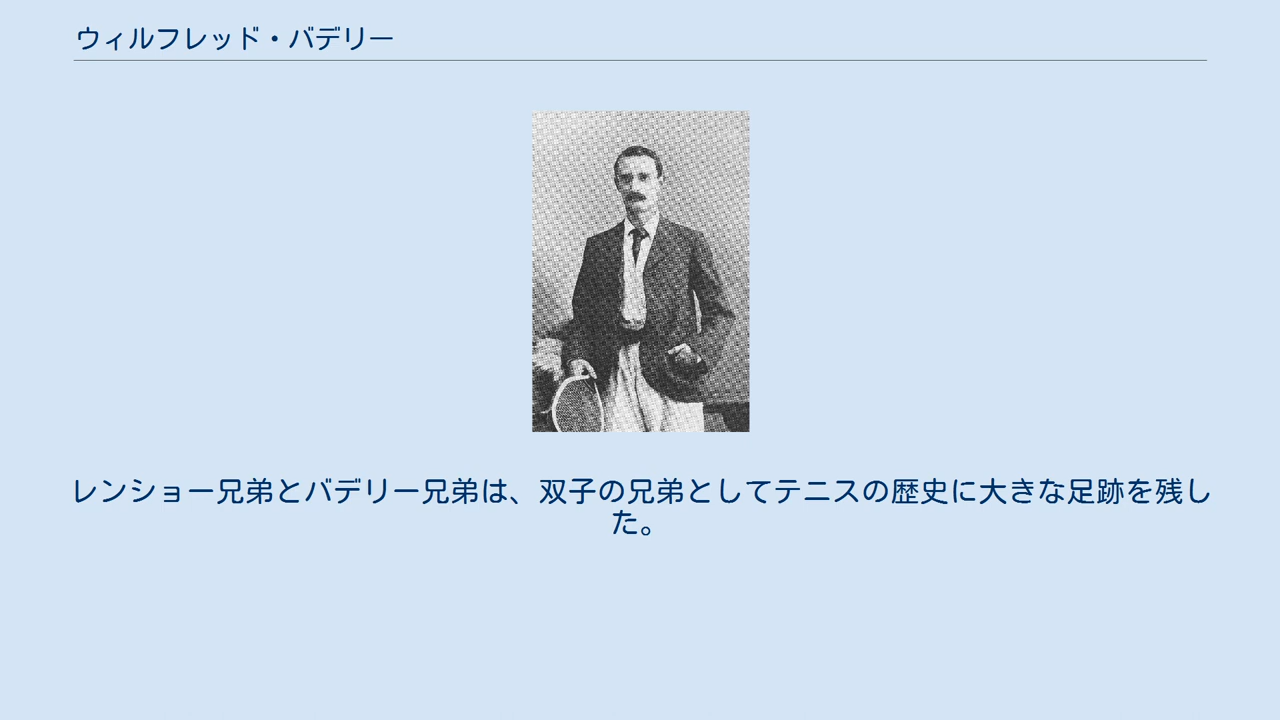 ウィルフレッド・バデリー
レンショー兄弟とバデリー兄弟は、双子の兄弟としてテニスの歴史に大きな足跡を残し
た。